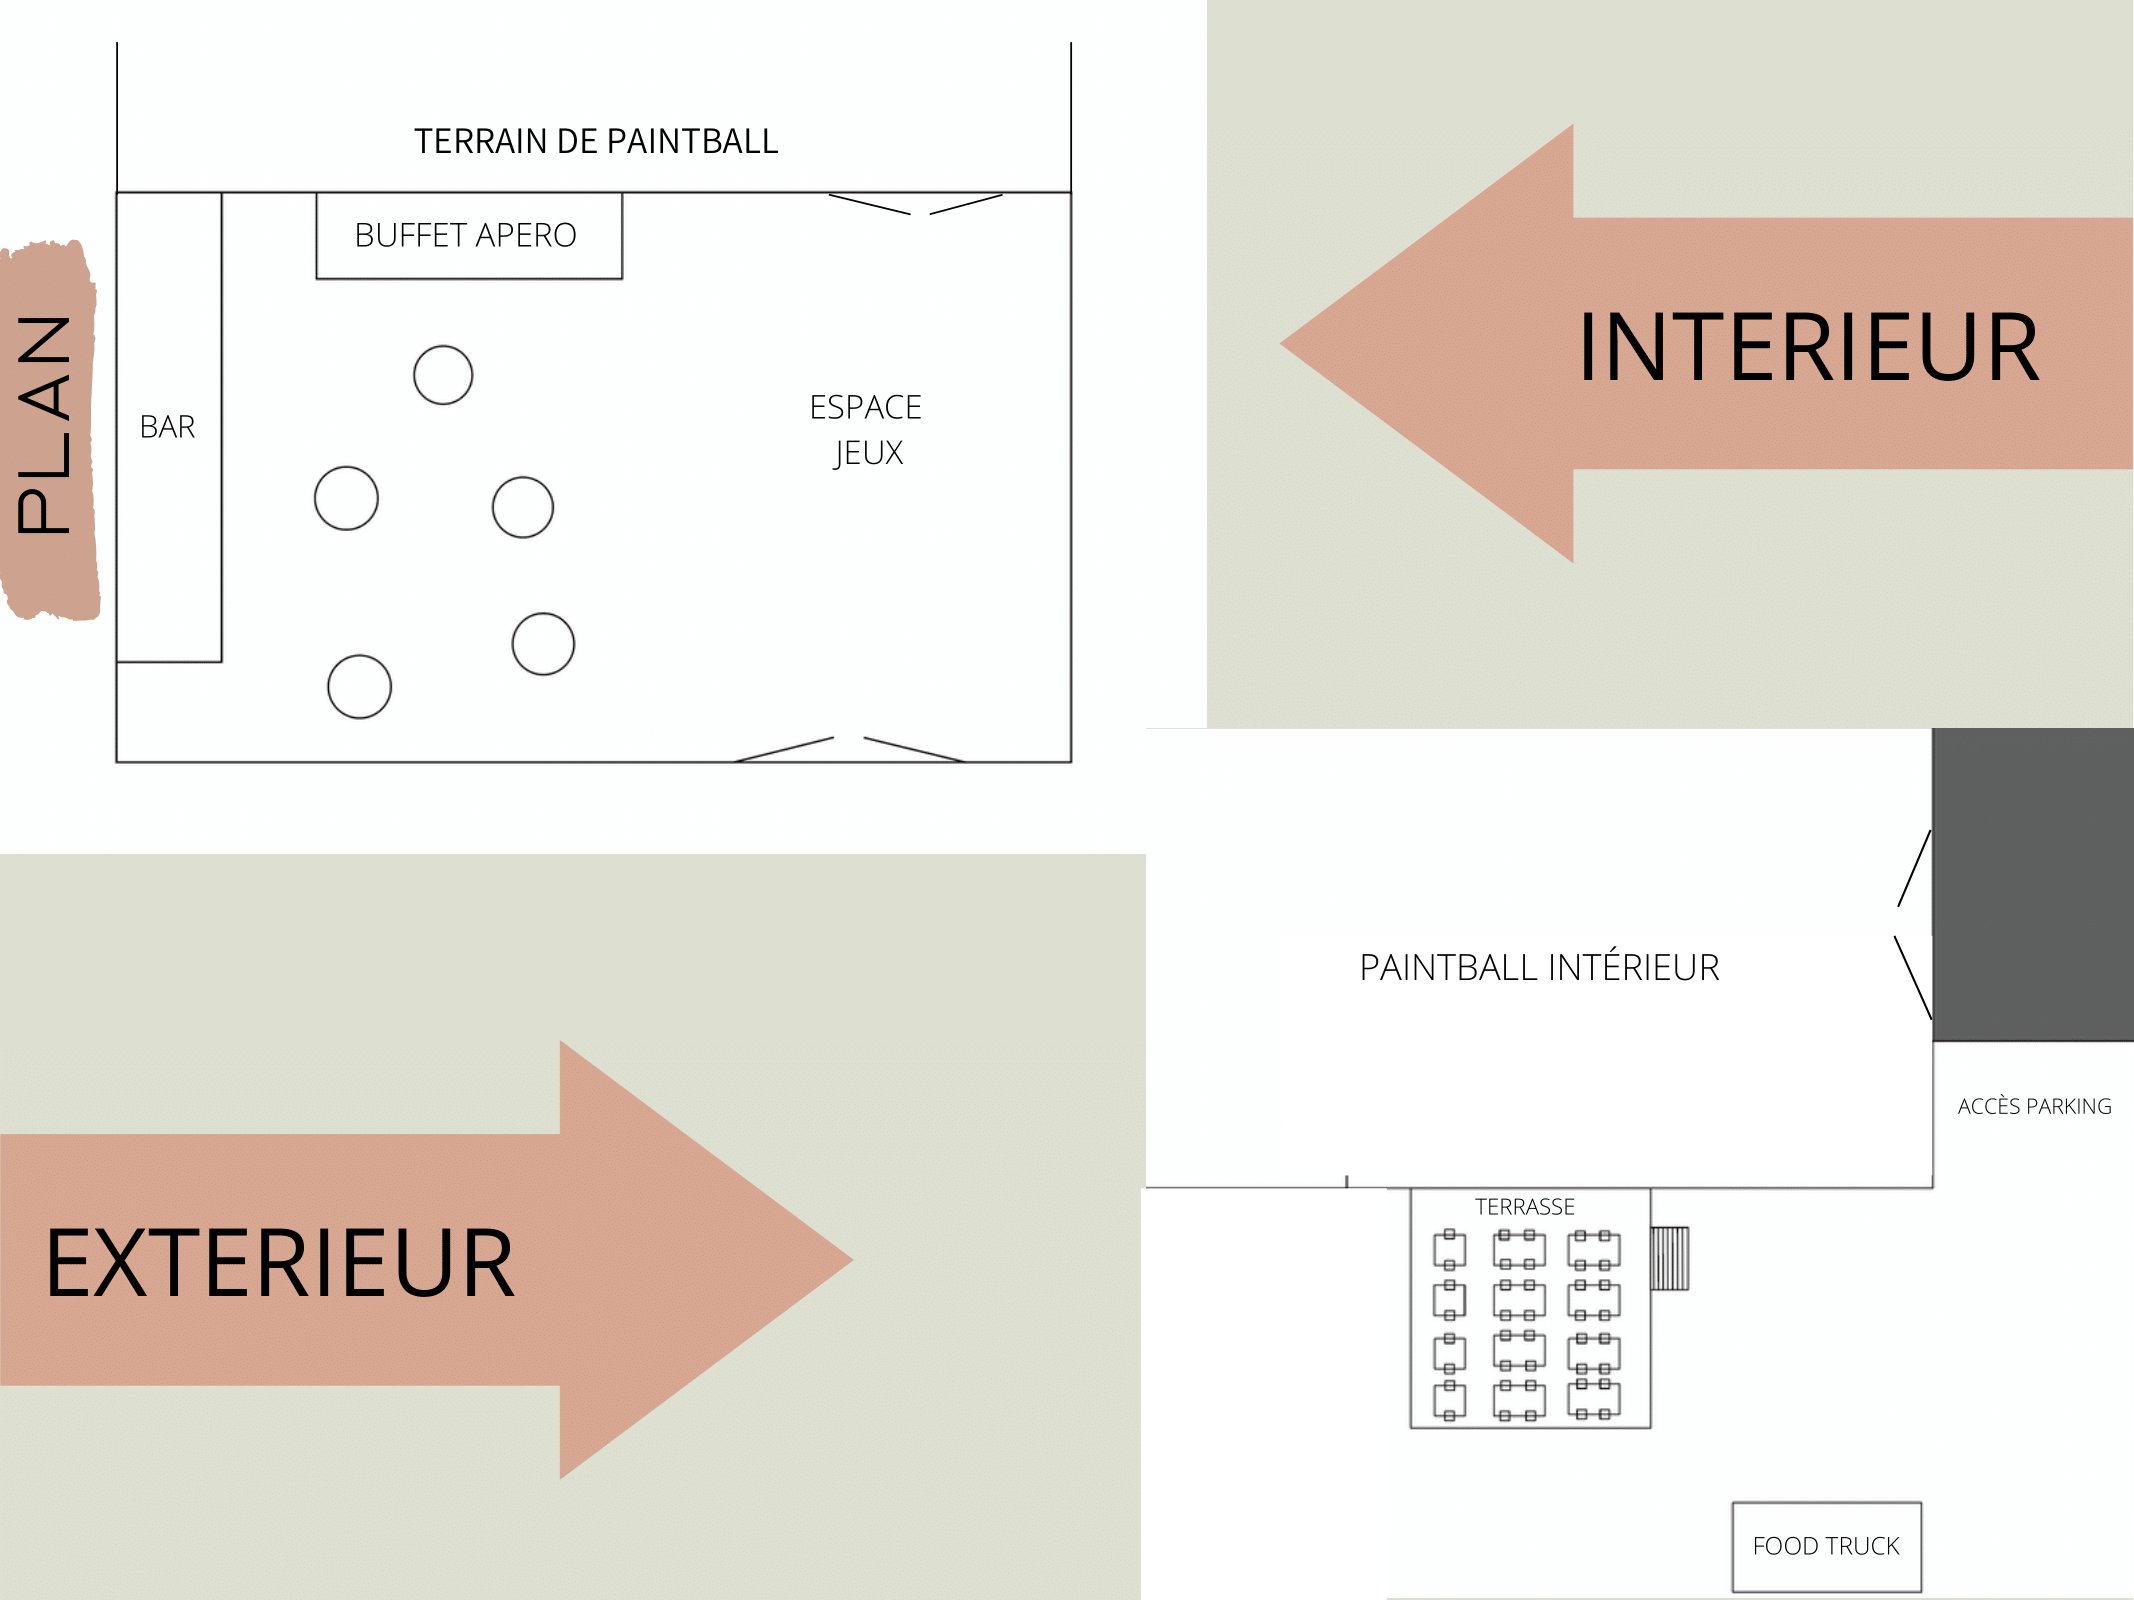 PLAN
TERRAIN DE PAINTBALL
BUFFET APERO
BAR
ESPACE
JEUX
INTERIEUR
EXTERIEUR
PAINTBALL INTÉRIEUR
ACCÈS PARKING
TERRASSE
FOOD TRUCK